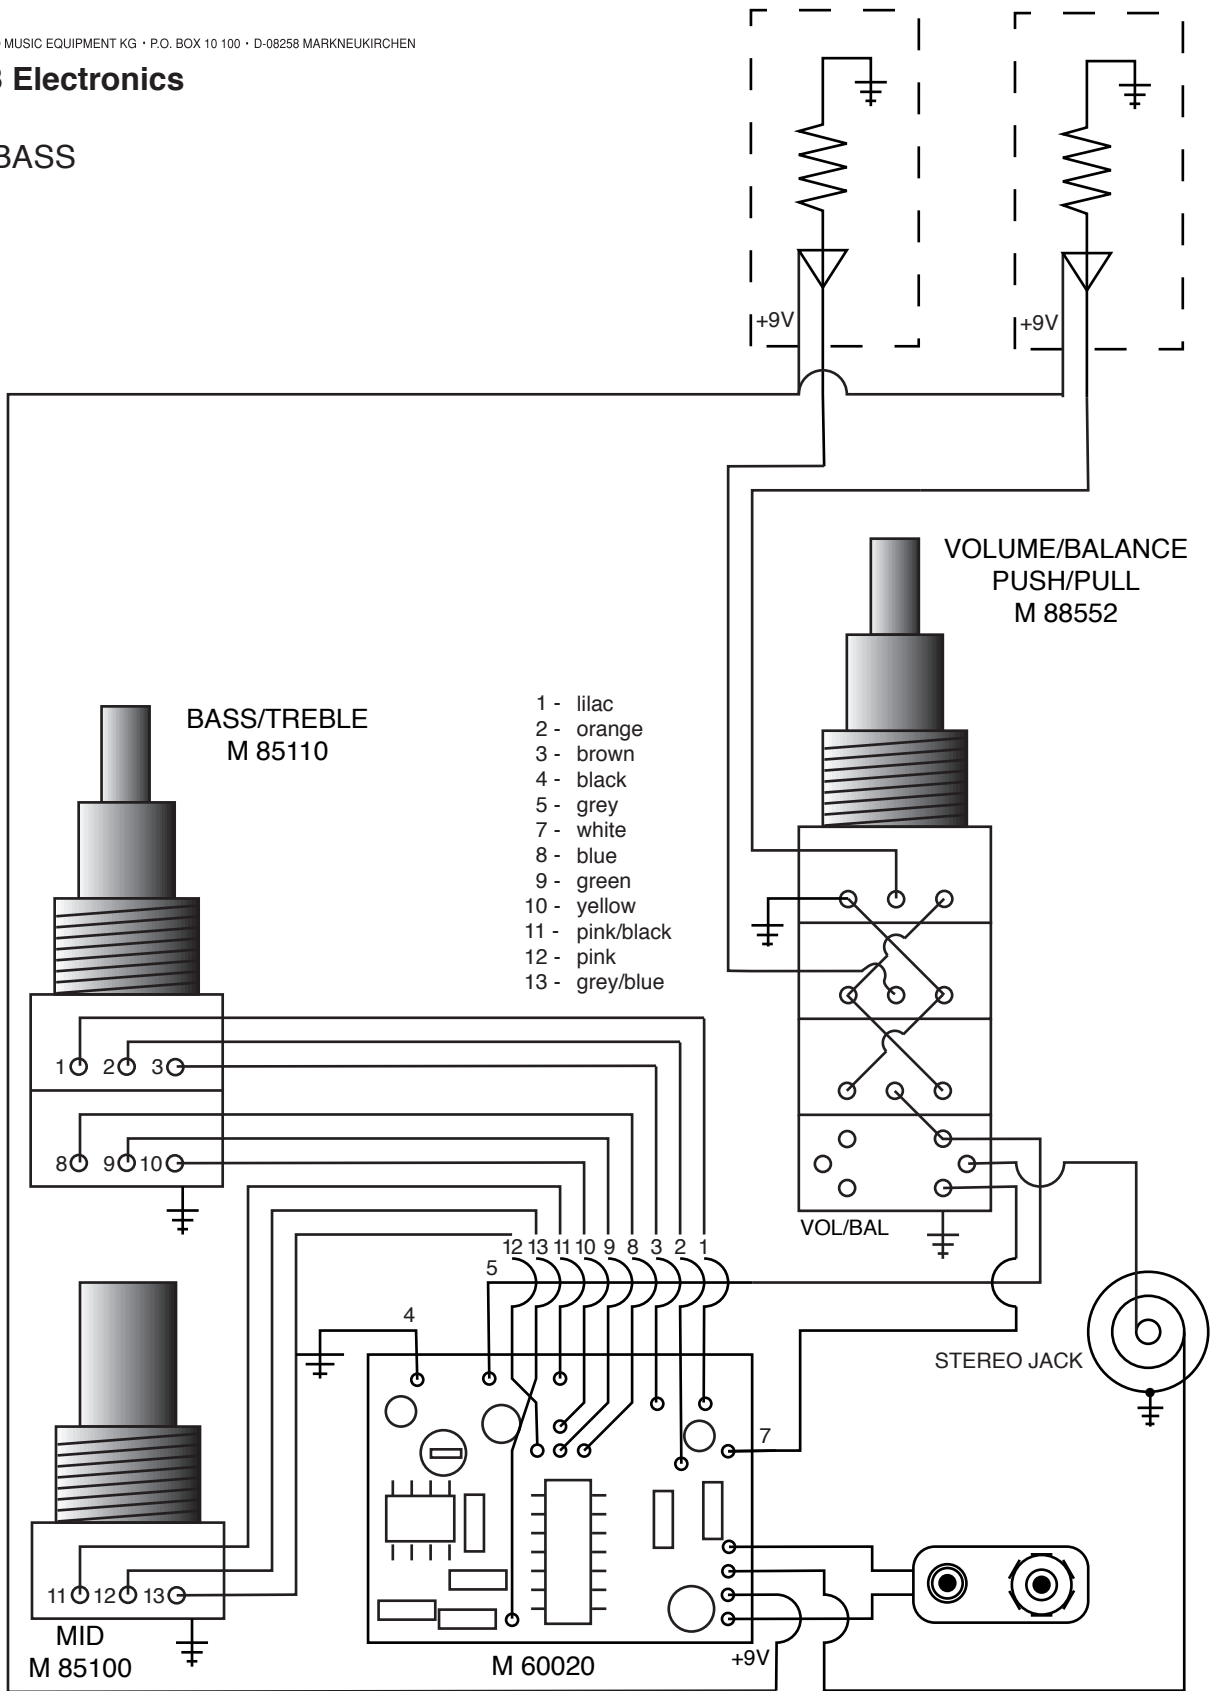 MUSIC EQUIPMENT KG • P.O. BOX 10 100 • D-08258 MARKNEUKIRCHEN
Electronics
BASS
+9V
+9V
VOLUME/BALANCE
PUSH/PULL
M 88552
BASS/TREBLE
M 85110
1 - lilac
2 - orange
3 - brown
4 - black
5 - grey
7 - white
8 - blue
9 - green
10 - yellow
11 - pink/black
12 - pink
13 - grey/blue
1 2 3
8 9 10
VOL/BAL
12 13 11 10 9 8 3 2 1
5
4
STEREO JACK
7
11 12 13
MID
M 85100
M 60020
+9V